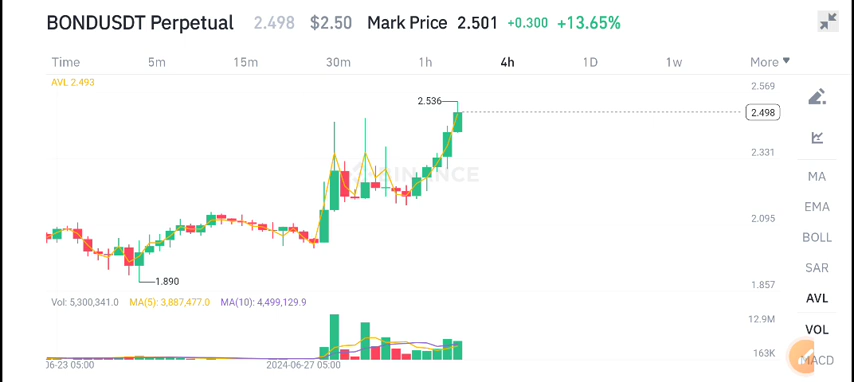 BONDUSDT Perpetual 2.498 $2.50 Mark Price 2.501 +0.300 +13.65%
Time 5m 15m 30m 1h 4h 1D 1w More
AVL 2.493
2.569
2.536
2.498
2.331
BINANCE
MA
EMA
2.095
BOLL
SAR
1.890
1.857
AVL
Vol: 5,300,341.0 MA(5): 3,887,477.0 MA(10): 4,499,129.9
12.9M
VOL
163K
MACD
06-23 05:00 2024-06-27 05:00